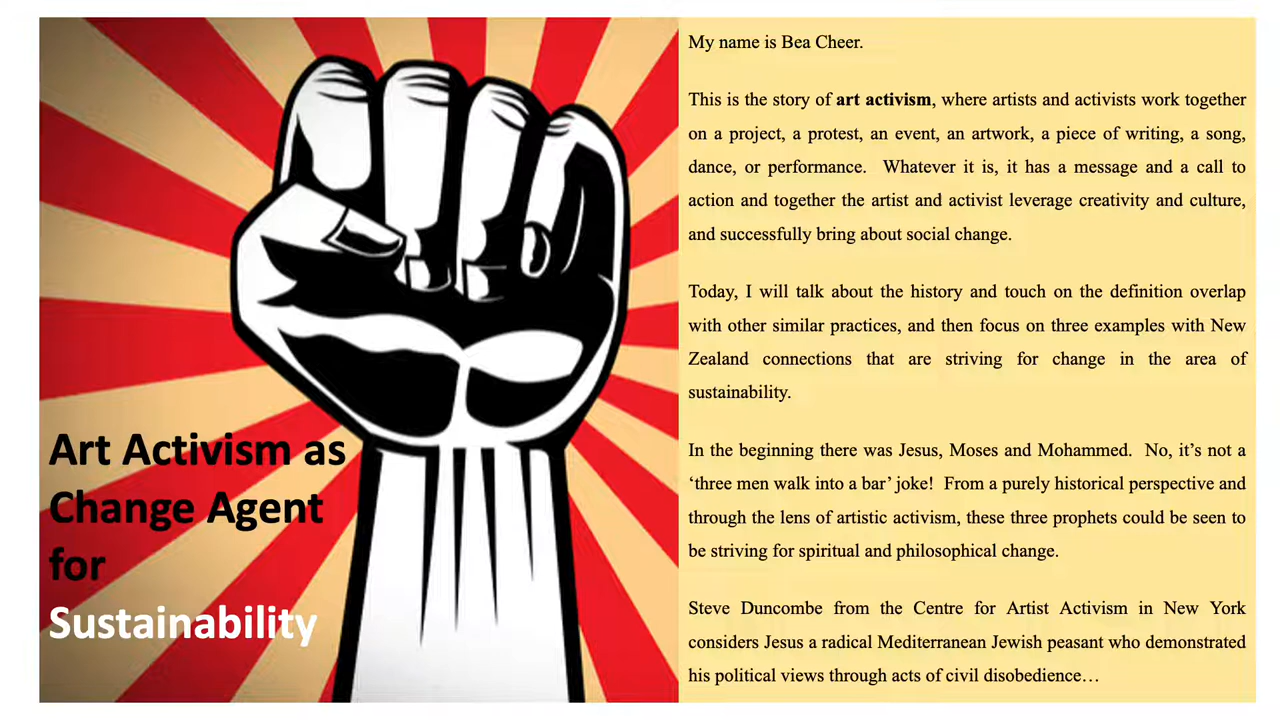 Art Activism as
Change Agent
for
Sustainability
My name is Bea Cheer.
This is the story of art activism, where artists and activists work together
on a project, a protest, an event, an artwork, a piece of writing, a song,
dance, or performance. Whatever it is, it has a message and a call to
action and together the artist and activist leverage creativity and culture,
and successfully bring about social change.
Today, I will talk about the history and touch on the definition overlap
with other similar practices, and then focus on three examples with New
Zealand connections that are striving for change in the area of
sustainability.
In the beginning there was Jesus, Moses and Mohammed. No, it’s not a
‘three men walk into a bar’ joke! From a purely historical perspective and
through the lens of artistic activism, these three prophets could be seen to
be striving for spiritual and philosophical change.
Steve Duncombe from the Centre for Artist Activism in New York
considers Jesus a radical Mediterranean Jewish peasant who demonstrated
his political views through acts of civil disobedience…